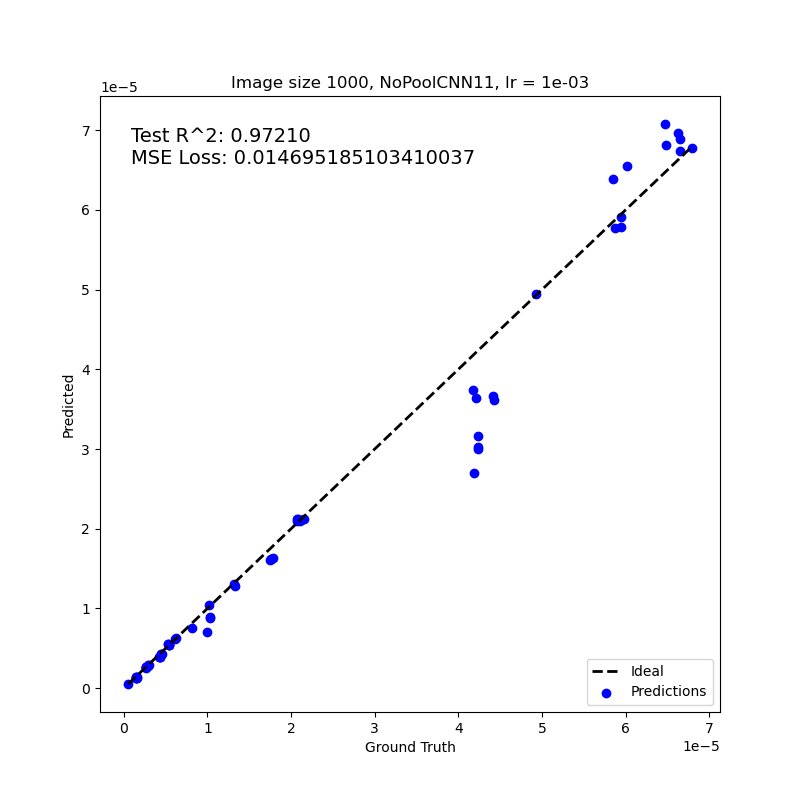 Image size 1000, NoPoolCNN11, lr = 1e-03
1e−5
Test R^2: 0.97210
MSE Loss: 0.014695185103410037
7
6
5
4
3
2
1
0
Predicted
Ideal
Predictions
0 1 2 3 4 5 6 7
Ground Truth
1e−5